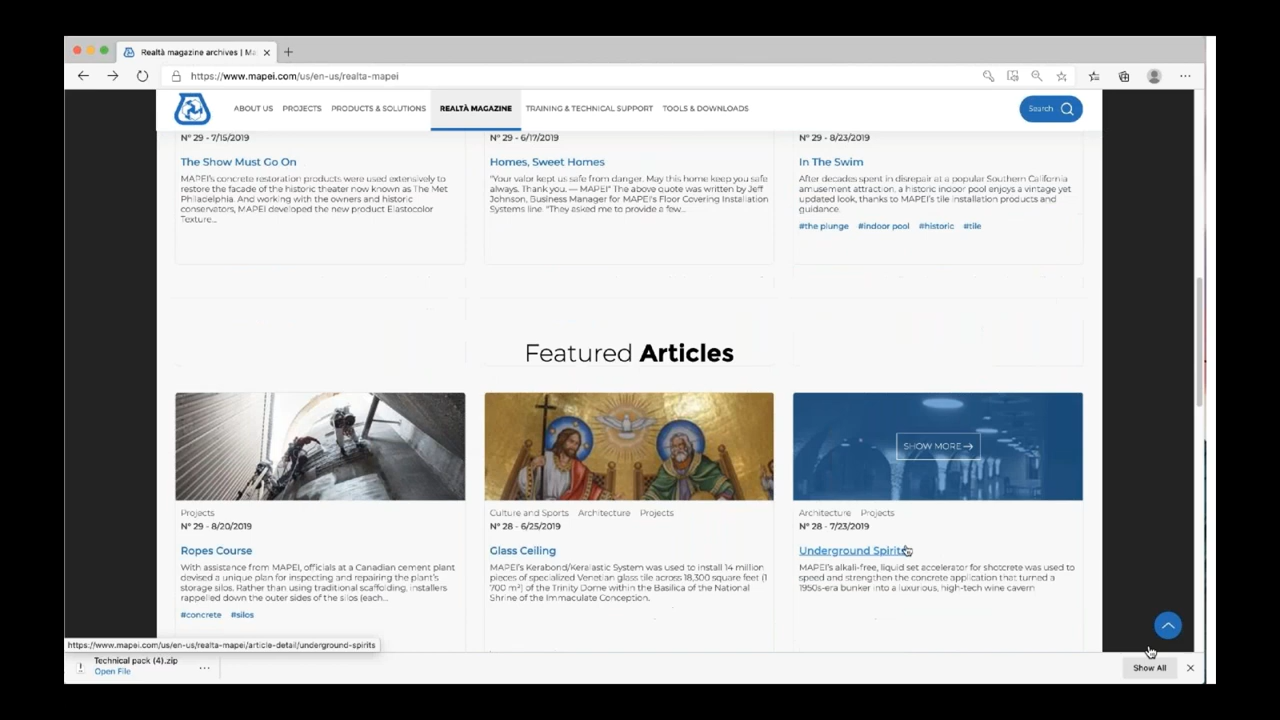 Realtà magazine archives | Ma
https://www.mapei.com/us/en-us/realta-mapei
ABOUT US PROJECTS PRODUCTS & SOLUTIONS REALTÀ MAGAZINE TRAINING & TECHNICAL SUPPORT TOOLS & DOWNLOADS Search
N° 29 - 7/15/2019
The Show Must Go On
MAPEI's concrete restoration products were used extensively to
restore the facade of the historic theater now known as The Met
Philadelphia. And working with the owners and historic
conservators, MAPEI developed the new product Elastocolor
Texture...
N° 29 - 6/17/2019
Homes, Sweet Homes
"Your valor kept us safe from danger. May this home keep you safe
always. Thank you. — MAPEI" The above quote was written by Jeff
Johnson, Business Manager for MAPEI's Floor Covering Installation
Systems line. "They asked me to provide a few...
N° 29 - 8/23/2019
In The Swim
After decades spent in disrepair at a popular Southern California
amusement attraction, a historic indoor pool enjoys a vintage yet
updated look, thanks to MAPEI's tile installation products and
guidance.
#the plunge #indoor pool #historic #tile
Featured Articles
Projects
N° 29 - 8/20/2019
Ropes Course
With assistance from MAPEI, officials at a Canadian cement plant
devised a unique plan for inspecting and repairing the plant's
storage silos. Rather than using traditional scaffolding, installers
rappelled down the outer sides of the silos (each...
#concrete #silos
Culture and Sports Architecture Projects
N° 28 - 6/25/2019
Glass Ceiling
MAPEI's Kerabond/Keralastic System was used to install 14 million
pieces of specialized Venetian glass tile across 18,300 square feet (1
700 m²) of the Trinity Dome within the Basilica of the National
Shrine of the Immaculate Conception.
SHOW MORE→
Architecture Projects
N° 28 - 7/23/2019
Underground Spirits
MAPEI's alkali-free, liquid set accelerator for shotcrete was used to
speed and strengthen the concrete application that turned a
1950s-era bunker into a luxurious, high-tech wine cavern
https://www.mapei.com/us/en-us/realta-mapei/article-detail/underground-spirits
Technical pack (4).zip
Open File
Show All